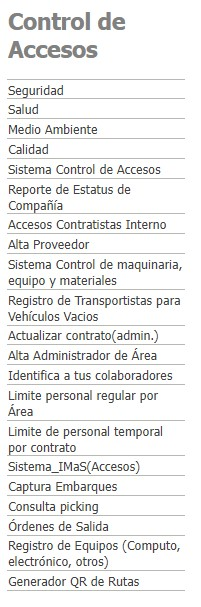 Control de
Accesos
Seguridad
Salud
Medio Ambiente
Calidad
Sistema Control de Accesos
Reporte de Estatus de
Compañía
Accesos Contratistas Interno
Alta Proveedor
Sistema Control de maquinaria,
equipo y materiales
Registro de Transportistas para
Vehículos Vacios
Actualizar contrato(admin.)
Alta Administrador de Área
Identifica a tus colaboradores
Limite personal regular por
Área
Limite de personal temporal
por contrato
Sistema_IMaS(Accesos)
Captura Embarques
Consulta picking
Órdenes de Salida
Registro de Equipos (Computo,
electrónico, otros)
Generador QR de Rutas